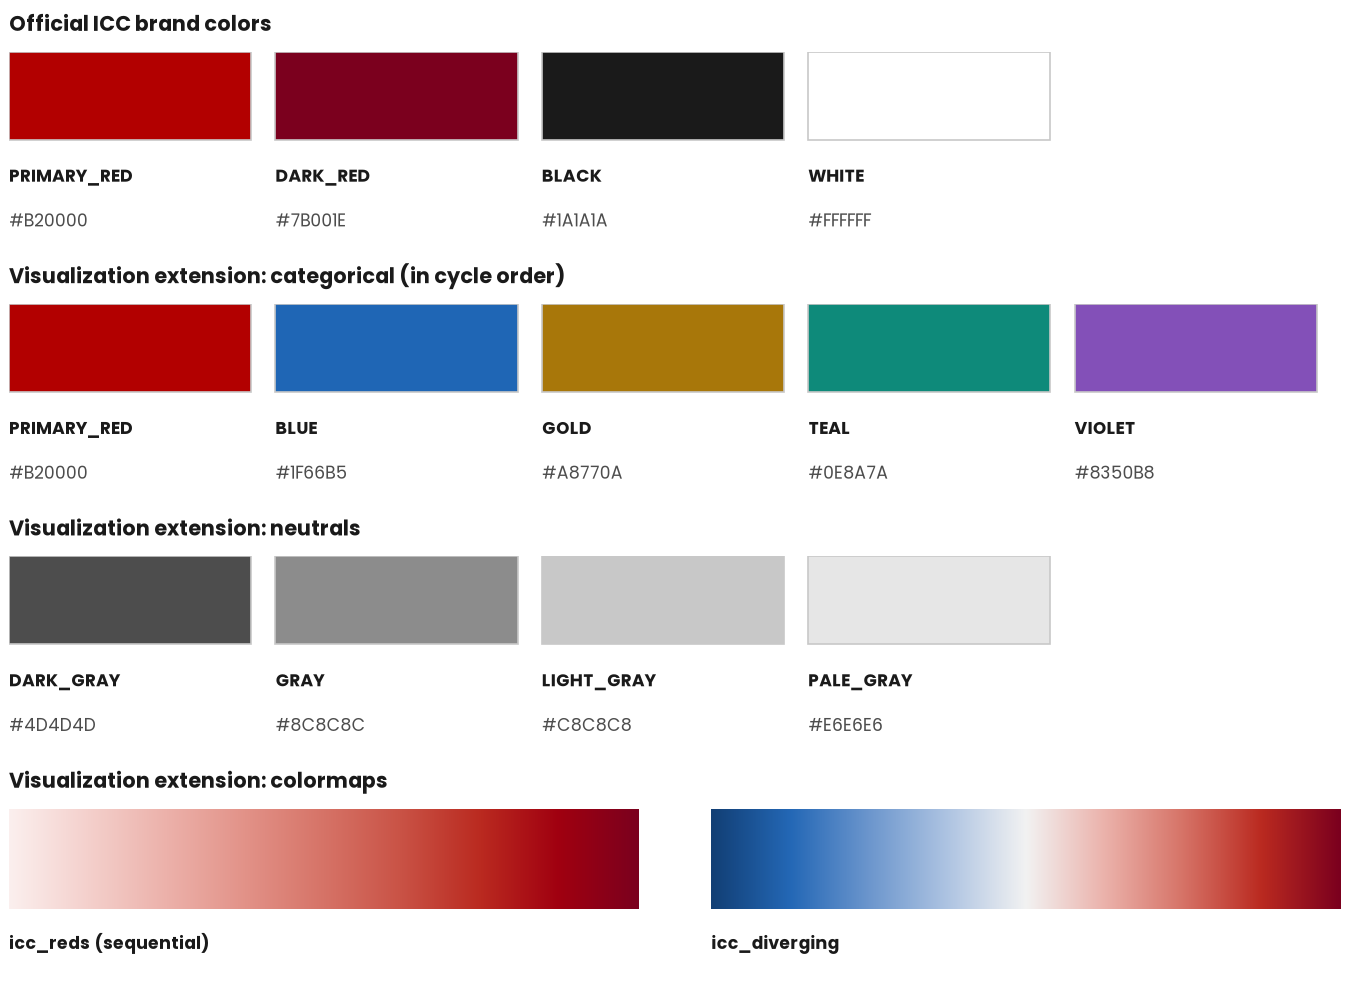 Official ICC brand colors
PRIMARY_RED DARK_RED BLACK WHITE
#B20000 #7B001E #1A1A1A #FFFFFF
Visualization extension: categorical (in cycle order)
PRIMARY_RED BLUE GOLD TEAL VIOLET
#B20000 #1F66B5 #A8770A #0E8A7A #8350B8
Visualization extension: neutrals
DARK_GRAY GRAY LIGHT_GRAY PALE_GRAY
#4D4D4D #8C8C8C #C8C8C8 #E6E6E6
Visualization extension: colormaps
icc_reds (sequential) icc_diverging